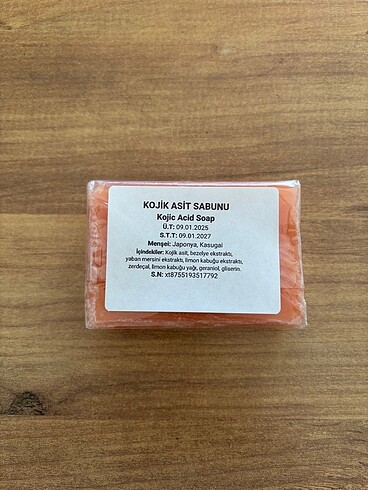 KOJİK ASİT SABUNU
Kojic Acid Soap
Ü.T: 09.01.2025
S.T.T: 09.01.2027
Menşei: Japonya, Kasugai
İçindekiler: Kojik asit, bezelye ekstraktı,
yaban mersini ekstraktı, limon kabuğu ekstraktı,
zerdeçal, limon kabuğu yağı, geraniol, gliserin.
S.N: xt8755193517792